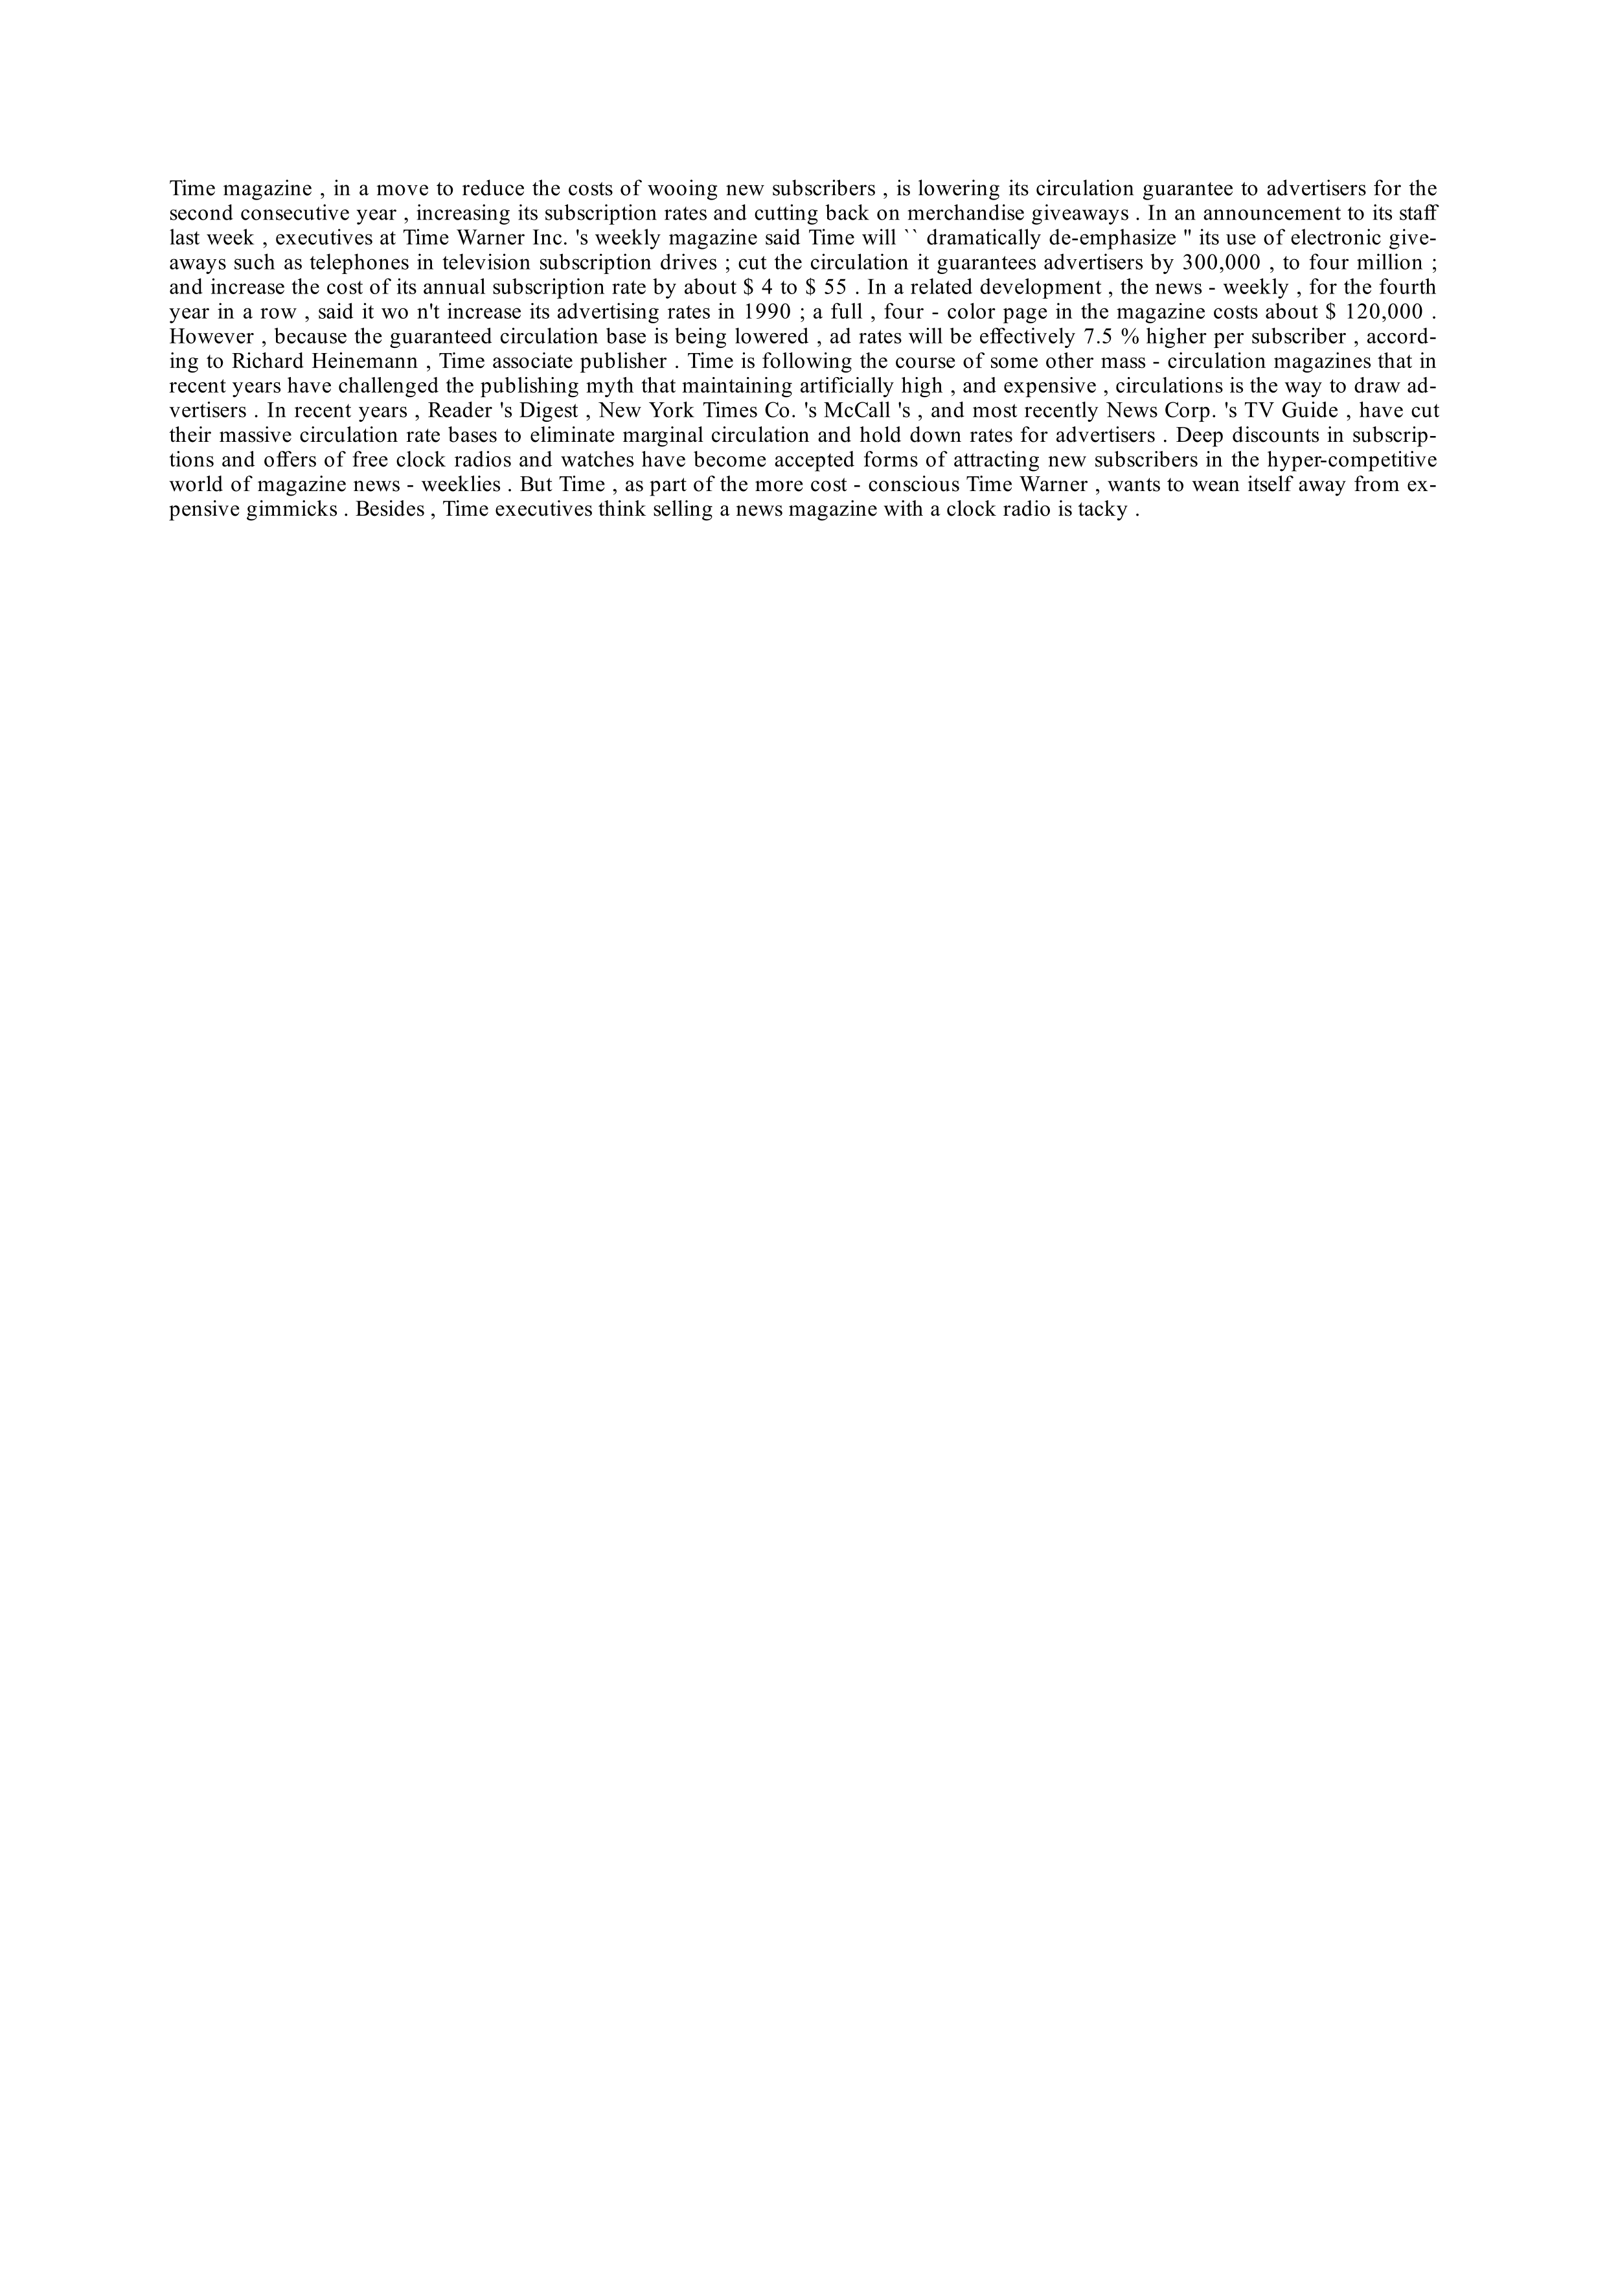 Time magazine , in a move to reduce the costs of wooing new subscribers , is lowering its circulation guarantee to advertisers for the
second consecutive year , increasing its subscription rates and cutting back on merchandise giveaways . In an announcement to its staff
last week , executives at Time Warner Inc. 's weekly magazine said Time will `` dramatically de-emphasize '' its use of electronic give-
aways such as telephones in television subscription drives ; cut the circulation it guarantees advertisers by 300,000 , to four million ;
and increase the cost of its annual subscription rate by about $ 4 to $ 55 . In a related development , the news - weekly , for the fourth
year in a row , said it wo n't increase its advertising rates in 1990 ; a full , four - color page in the magazine costs about $ 120,000 .
However , because the guaranteed circulation base is being lowered , ad rates will be effectively 7.5 % higher per subscriber , accord-
ing to Richard Heinemann , Time associate publisher . Time is following the course of some other mass - circulation magazines that in
recent years have challenged the publishing myth that maintaining artificially high , and expensive , circulations is the way to draw ad-
vertisers . In recent years , Reader 's Digest , New York Times Co. 's McCall 's , and most recently News Corp. 's TV Guide , have cut
their massive circulation rate bases to eliminate marginal circulation and hold down rates for advertisers . Deep discounts in subscrip-
tions and offers of free clock radios and watches have become accepted forms of attracting new subscribers in the hyper-competitive
world of magazine news - weeklies . But Time , as part of the more cost - conscious Time Warner , wants to wean itself away from ex-
pensive gimmicks . Besides , Time executives think selling a news magazine with a clock radio is tacky .